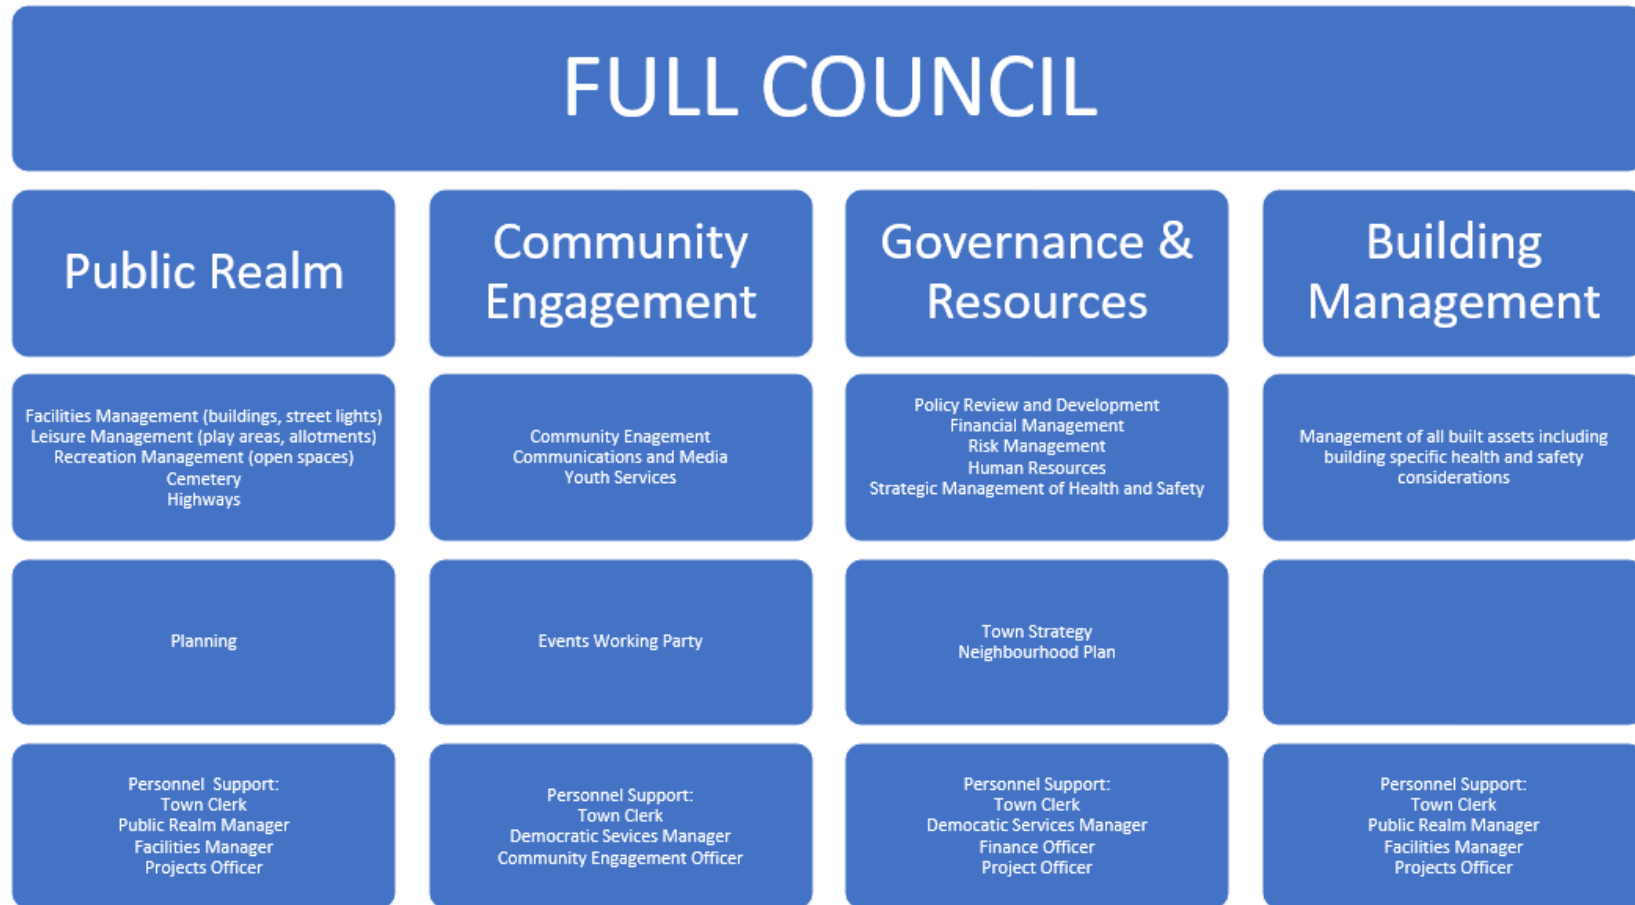 FULL COUNCIL
Public Realm
Community
Engagement
Governance &
Resources
Building
Management
Facilities Management (buildings, street lights)
Leisure Management (play areas, allotments)
Recreation Management (open spaces)
Cemetery
Highways
Community Enagement
Communications and Media
Youth Services
Policy Review and Development
Financial Management
Risk Management
Human Resources
Strategic Management of Health and Safety
Management of all built assets including
building specific health and safety
considerations
Planning
Events Working Party
Town Strategy
Neighbourhood Plan
Personnel Support:
Town Clerk
Public Realm Manager
Facilities Manager
Projects Officer
Personnel Support:
Town Clerk
Democratic Sevices Manager
Community Engagement Officer
Personnel Support:
Town Clerk
Democatic Services Manager
Finance Officer
Project Officer
Personnel Support:
Town Clerk
Public Realm Manager
Facilities Manager
Projects Officer